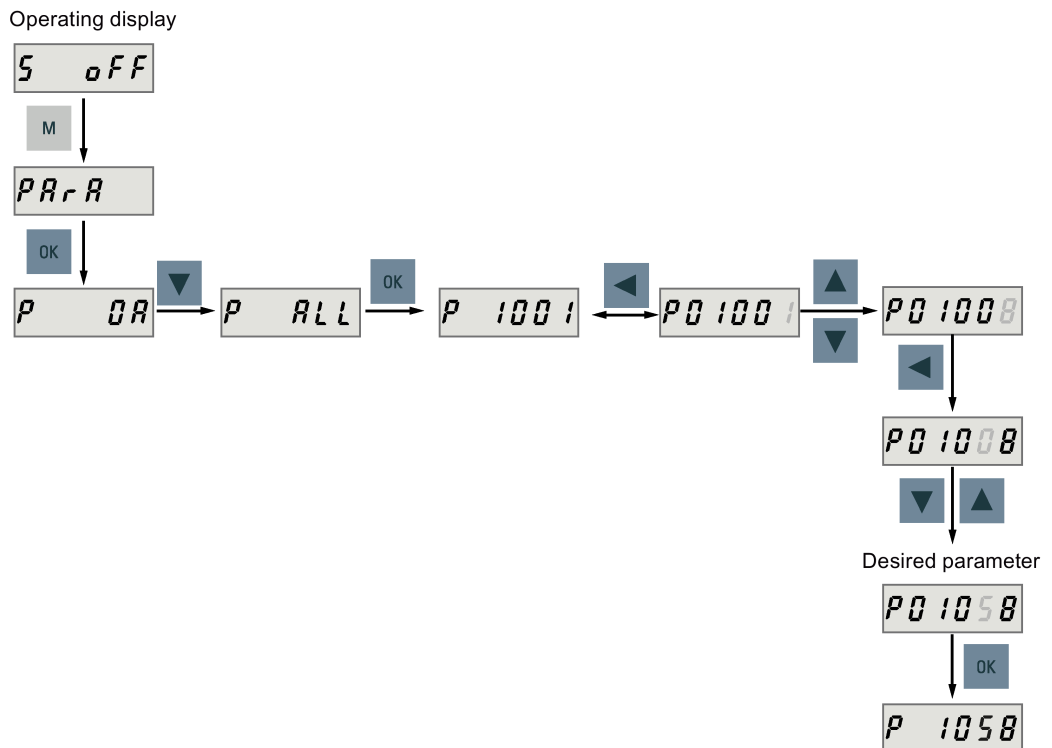 Operating display
S oFF
M
PArA
OK
P 0A
P ALL
OK
P 1001
P01001
P01008
P01008
Desired parameter
P01058
OK
P 1058